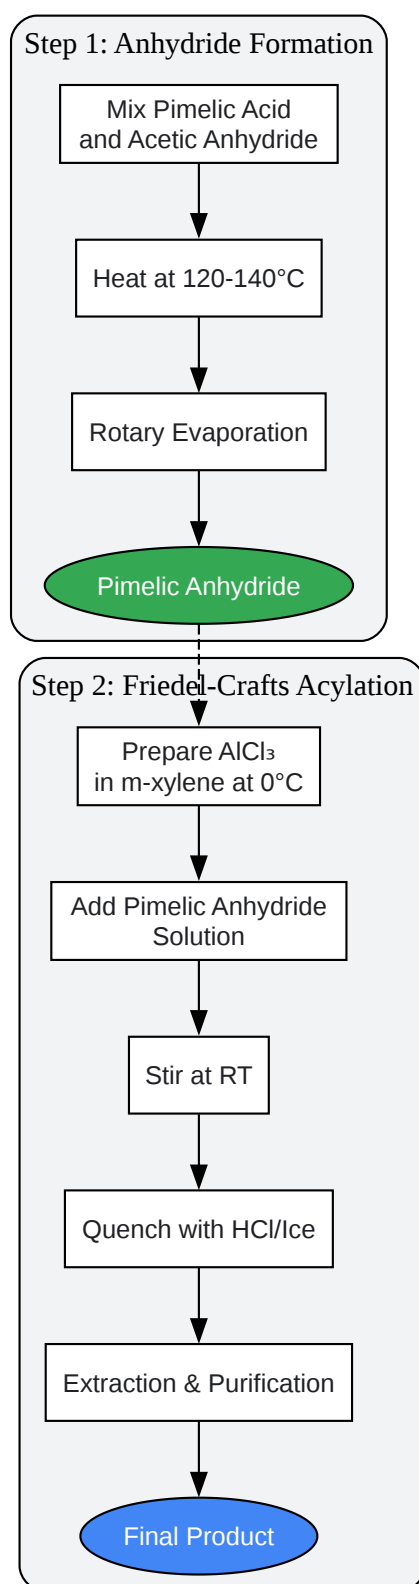 Step 1: Anhydride Formation
Mix Pimelic Acid
and Acetic Anhydride
Heat at 120-140°C
Rotary Evaporation
Pimelic Anhydride
Step 2: Friedel-Crafts Acylation
Prepare AlCl₃
in m-xylene at 0°C
Add Pimelic Anhydride
Solution
Stir at RT
Quench with HCl/Ice
Extraction & Purification
Final Product